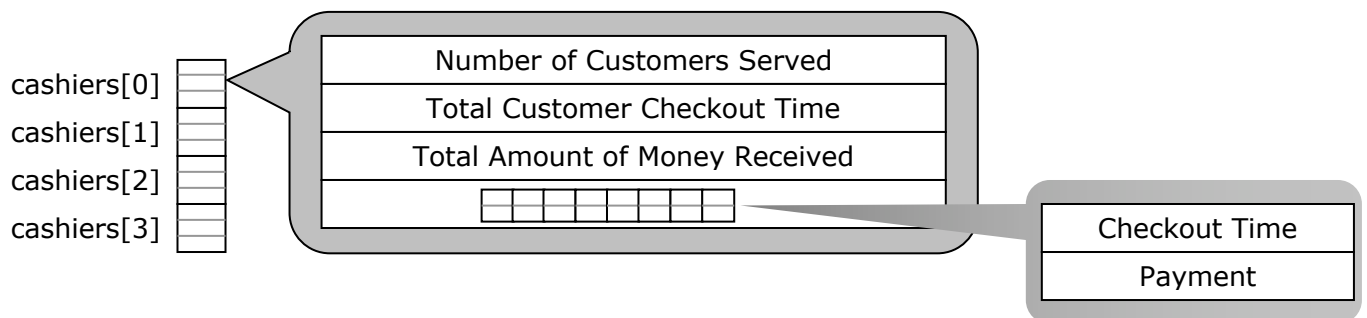 cashiers[0]
cashiers[1]
cashiers[2]
cashiers[3]
Number of Customers Served
Total Customer Checkout Time
Total Amount of Money Received
Checkout Time
Payment